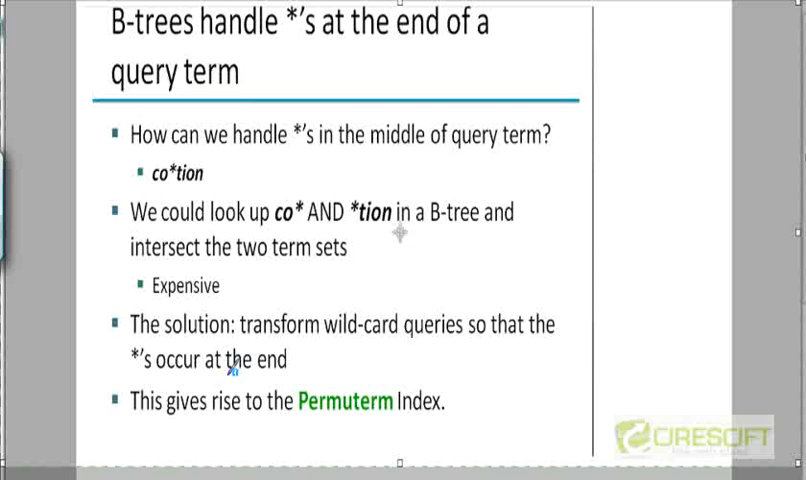 B-trees handle *'s at the end of a
query term
How can we handle *'s in the middle of query term?
co*tion
We could look up co* AND *tion in a B-tree and
intersect the two term sets
Expensive
The solution: transform wild-card queries so that the
*'s occur at the end
This gives rise to the Permuterm Index.